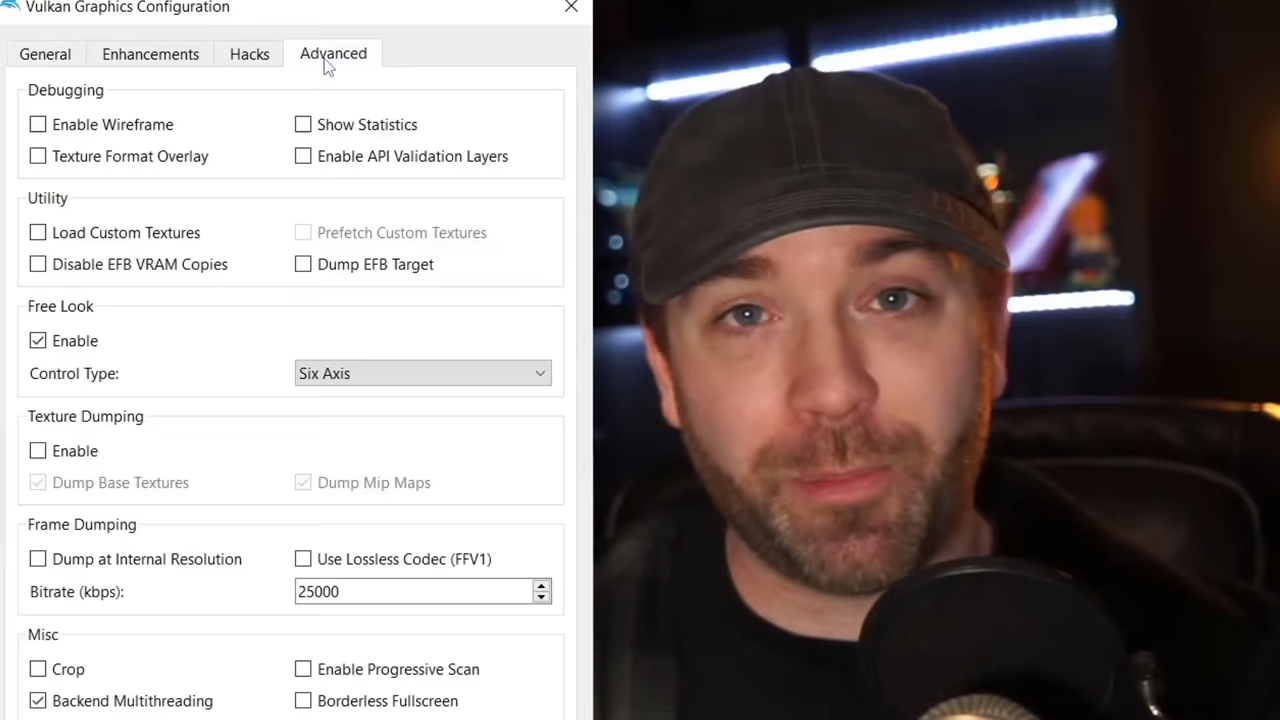 Vulkan Graphics Configuration
General Enhancements Hacks Advanced
Debugging
Enable Wireframe Show Statistics
Texture Format Overlay Enable API Validation Layers
Utility
Load Custom Textures Prefetch Custom Textures
Disable EFB VRAM Copies Dump EFB Target
Free Look
Enable
Control Type: Six Axis
Texture Dumping
Enable
Dump Base Textures Dump Mip Maps
Frame Dumping
Dump at Internal Resolution Use Lossless Codec (FFV1)
Bitrate (kbps): 25000
Misc
Crop Enable Progressive Scan
Backend Multithreading Borderless Fullscreen